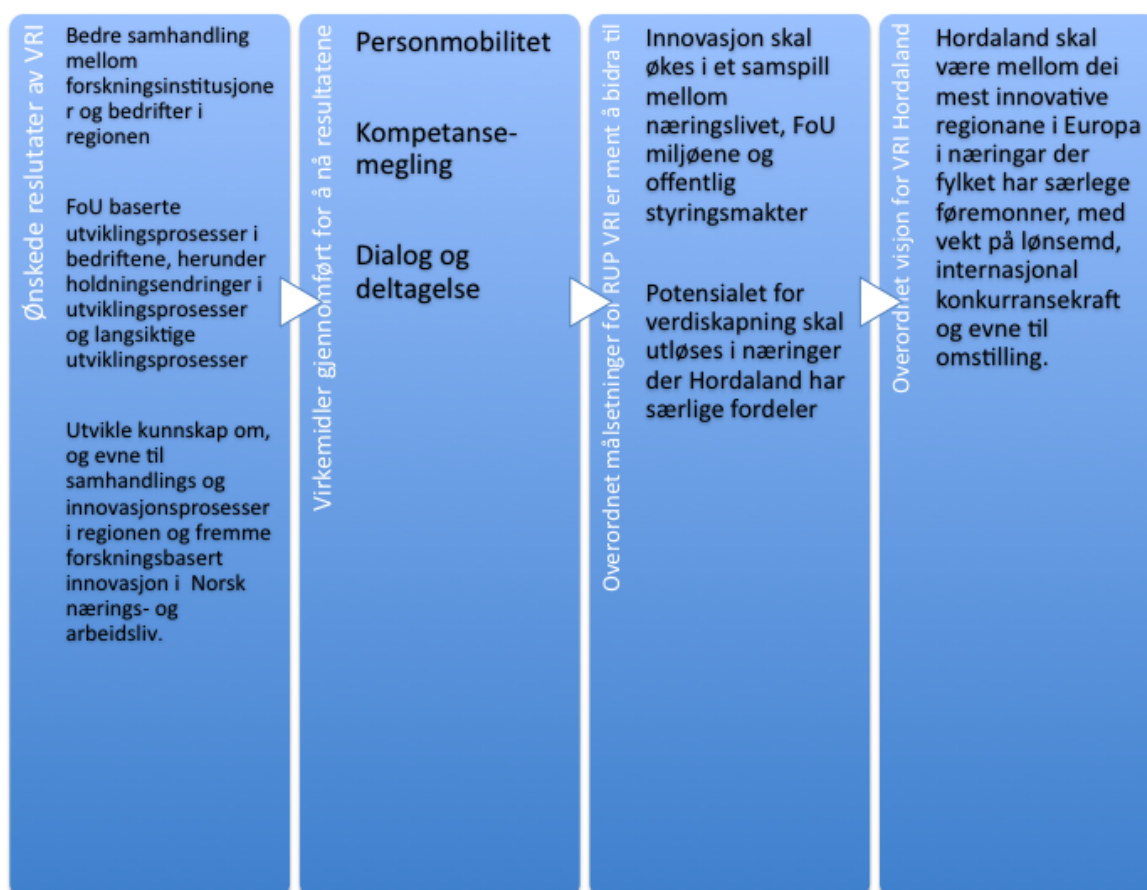 Ønskede reslutater av VRI
Bedre samhandling
mellom
forskningsinstitusjone
r og bedrifter i
regionen
FoU baserte
utviklingsprosesser i
bedriftene, herunder
holdningsendringer i
utviklingsprosesser
og langsiktige
utviklingsprosesser
Utvikle kunnskap om,
og evne til
samhandlings og
innovasjonsprosesser
i regionen og fremme
forskningsbasert
innovasjon i Norsk
nærings- og
arbeidsliv.
Virkemidler gjennomført for å nå resultatene
Personmobilitet
Kompetanse-
megling
Dialog og
deltagelse
Overordnet målsetninger for RUP VRI er ment å bidra til
Innovasjon skal
økes i et samspill
mellom
næringslivet, FoU
miljøene og
offentlig
styringsmakter
Potensialet for
verdiskapning skal
utløses i næringer
der Hordaland har
særlige fordeler
Overordnet visjon for VRI Hordaland
Hordaland skal
være mellom dei
mest innovative
regionane i Europa
i næringar der
fylket har særlege
føremonner, med
vekt på lønsemd,
internasjonal
konkurransekraft
og evne til
omstilling.